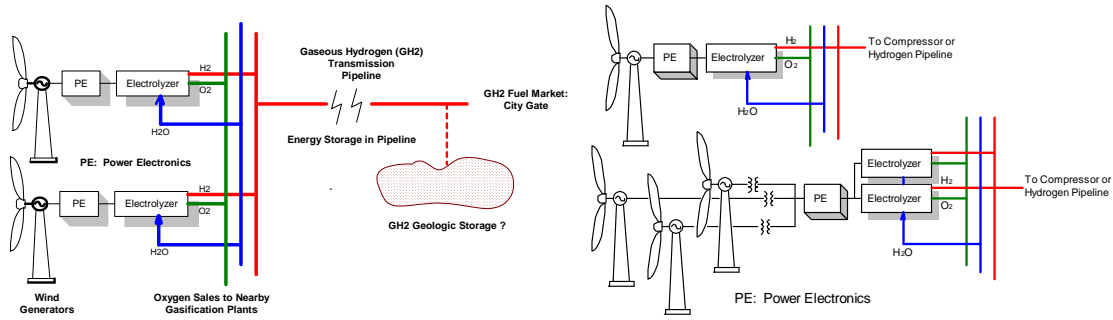 Gaseous Hydrogen (GH2)
Transmission
Pipeline
PE
Electrolyzer
H2
O2
H2O
GH2 Fuel Market:
City Gate
Energy Storage in Pipeline
PE: Power Electronics
PE
Electrolyzer
H2
O2
H2O
GH2 Geologic Storage ?
Wind
Generators
Oxygen Sales to Nearby
Gasification Plants
PE
Electrolyzer
H2
O2
H2O
To Compressor or
Hydrogen Pipeline
PE
Electrolyzer
H2
Electrolyzer
O2
H2O
To Compressor or
Hydrogen Pipeline
PE: Power Electronics